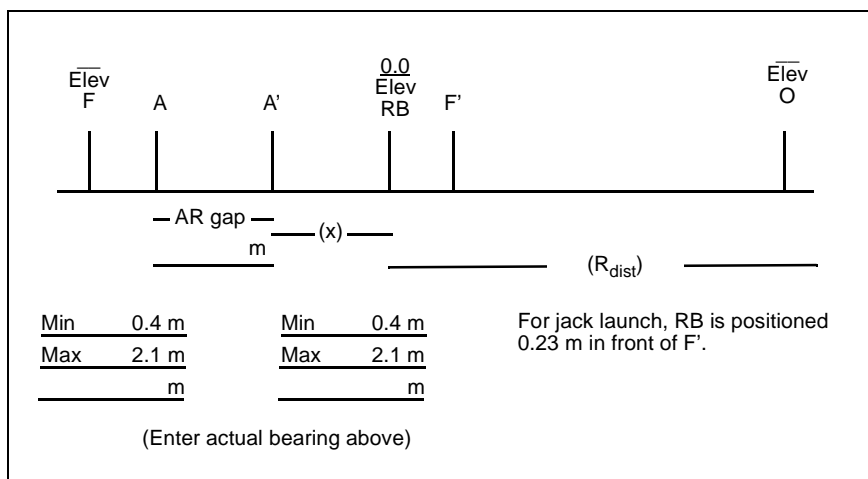 Elev
F
A
A’
0.0
Elev
RB
F’
Elev
O
AR gap
(x)
m
(Rdist)
Min 0.4 m
Max 2.1 m
m
Min 0.4 m
Max 2.1 m
m
For jack launch, RB is positioned
0.23 m in front of F’.
(Enter actual bearing above)